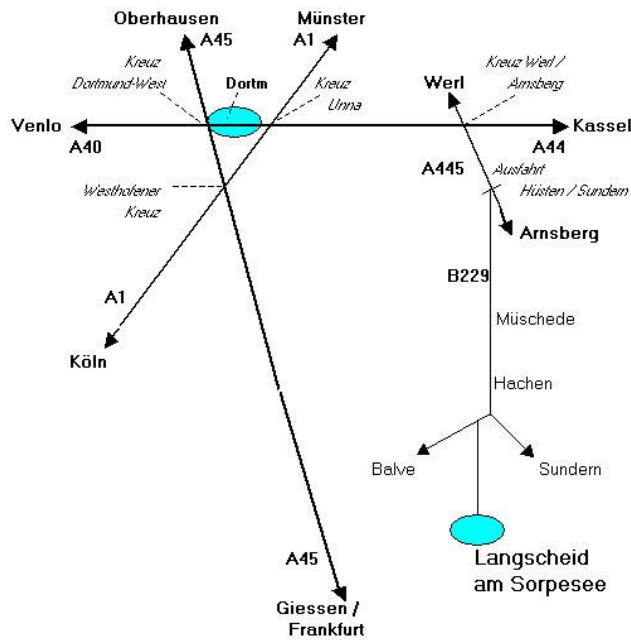 Oberhausen
Münster
A45
A1
Kreuz
Dortmund-West
Dortm
Kreuz
Unna
Werl
Kreuz Werl /
Arnsberg
Venlo
A40
A44
Kassel
A445
Ausfahrt
Hüsten / Sundern
Westhofener
Kreuz
Arnsberg
B229
A1
Müschede
Köln
Hachen
Balve
Sundern
A45
Langscheid
am Sorpesee
Giessen /
Frankfurt